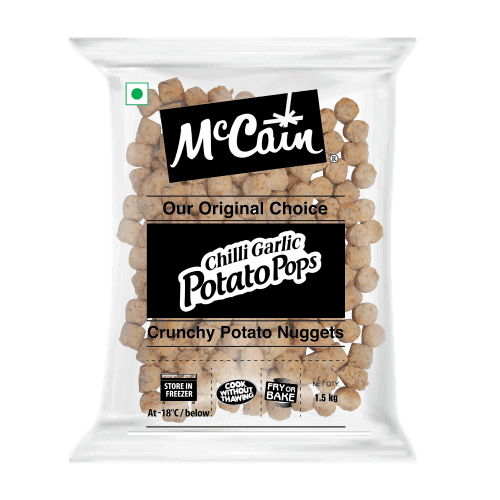 McCain®
Our Original Choice
Chilli Garlic
Potato Pops
Crunchy Potato Nuggets
STORE IN
FREEZER
At -18°C / below
COOK
WITHOUT
THAWING
FRY OR
BAKE
NET QTY.
1.5 kg